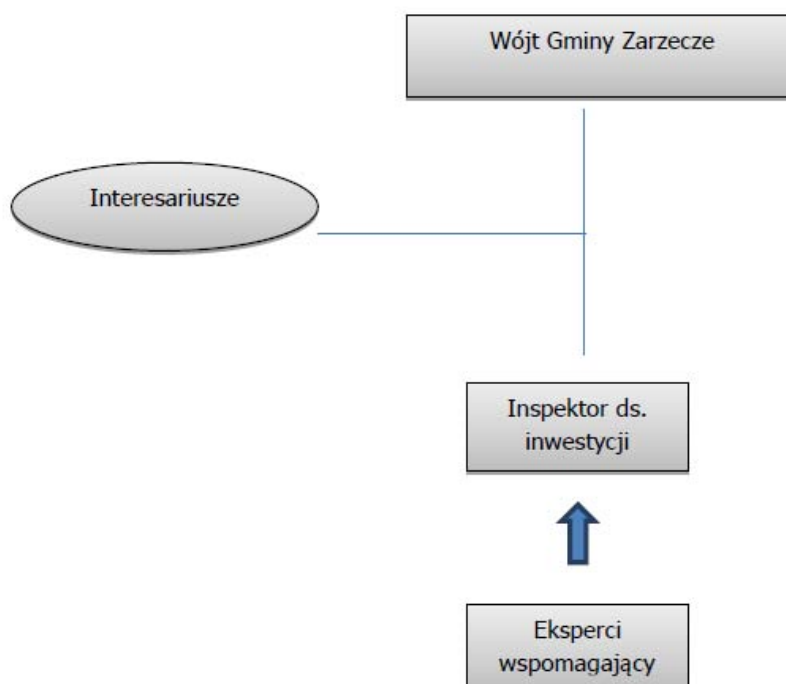 Wójt Gminy Zarzecze
Interesariusze
Inspektor ds.
inwestycji
Eksperci
wspomagający